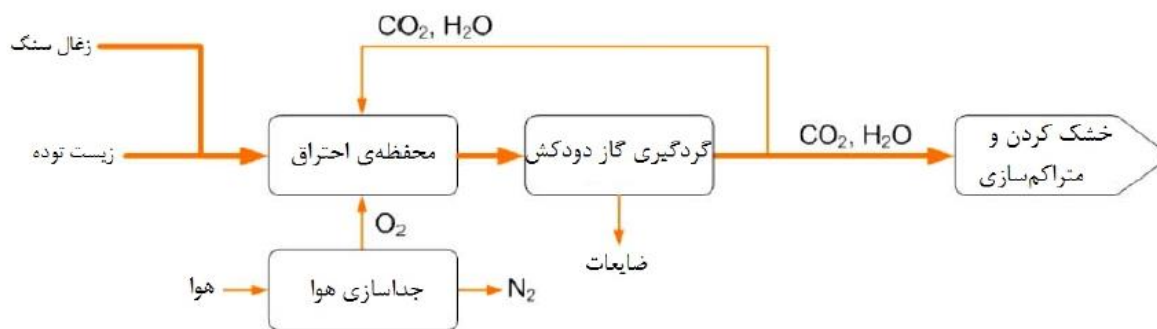 CO₂, H₂O
زغال سنگ
زیست توده
محفظه‌ی احتراق
گردگیری گاز دودکش
CO₂, H₂O
خشک کردن و
متراکم‌سازی
O₂
ضایعات
هوا
جداسازی هوا
N₂